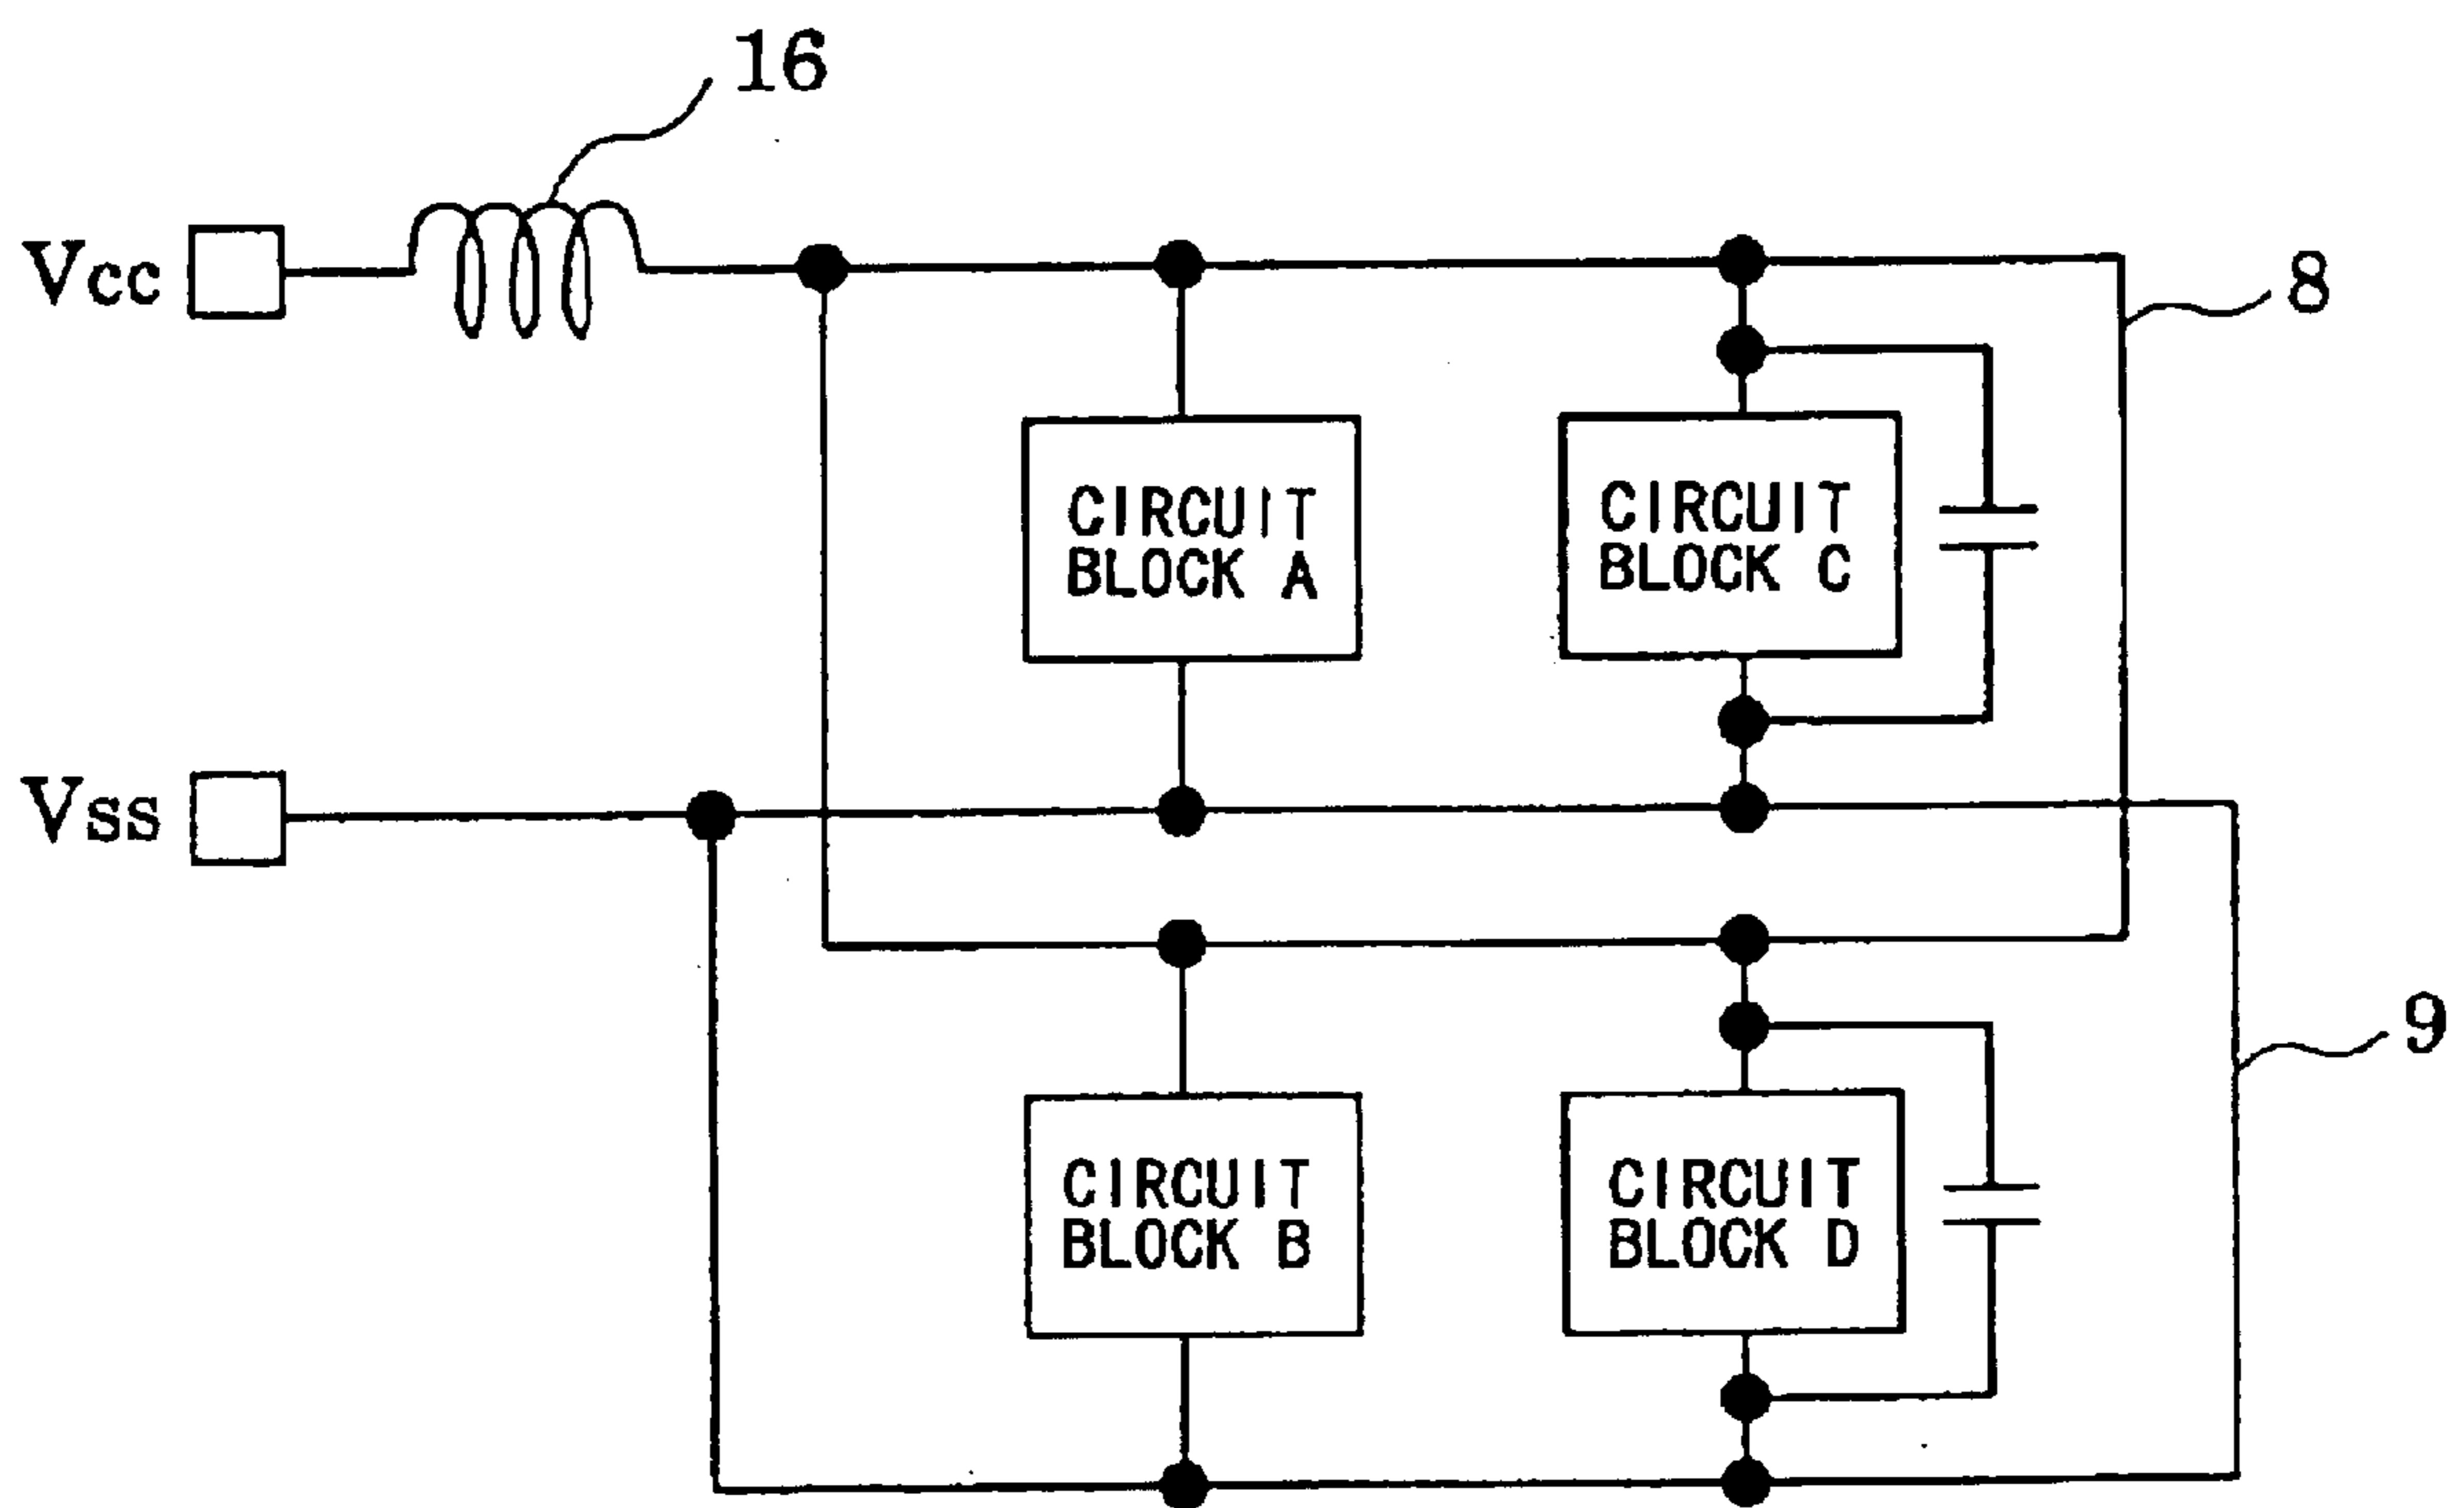 16
Vcc
8
CIRCUIT
BLOCK A
CIRCUIT
BLOCK C
Vss
9
CIRCUIT
BLOCK B
CIRCUIT
BLOCK D